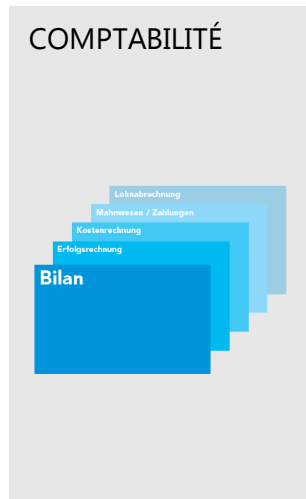 COMPTABILITÉ
Lohnabrechnung
Mahnwesen / Zahlungen
Kostenrechnung
Erfolgsrechnung
Bilan